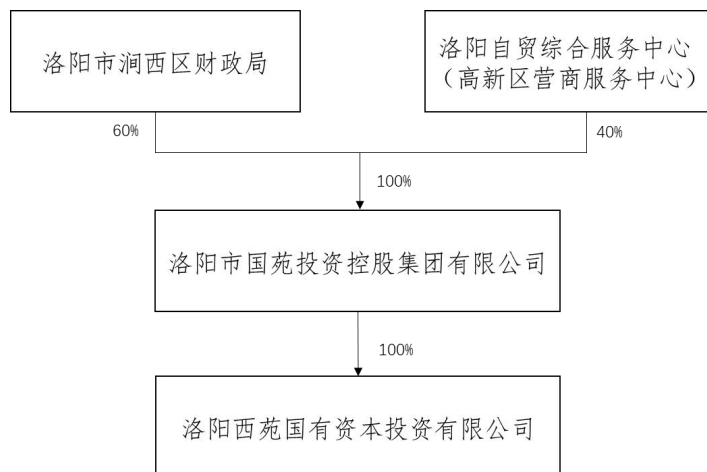 洛阳市涧西区财政局
洛阳自贸综合服务中心
（高新区营商服务中心）
60%
40%
100%
洛阳市国苑投资控股集团有限公司
100%
洛阳西苑国有资本投资有限公司